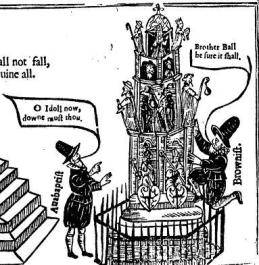 all not fall,
uine all.
Brother Ball
be sure it shall.
O Idoll now,
downe must thou.
Anabaptist
Brownist.